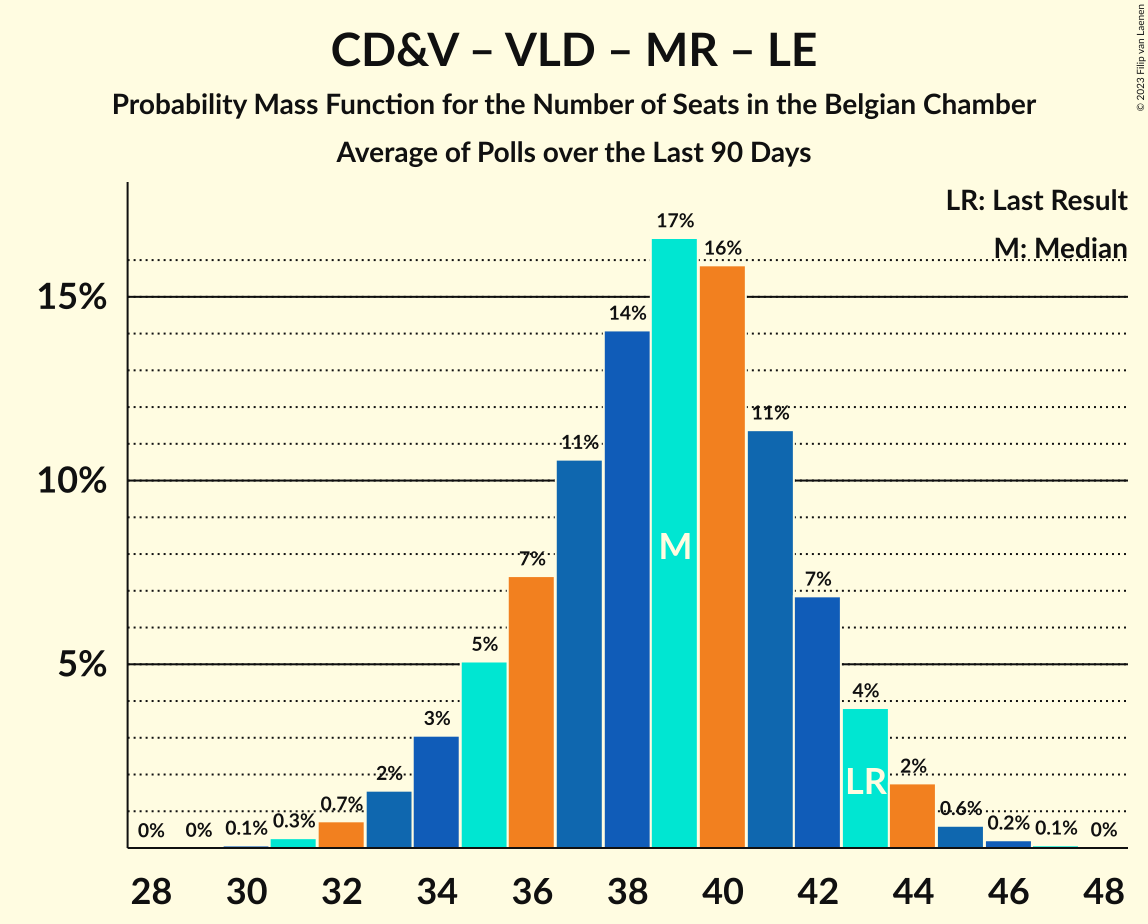 CD&V – VLD – MR – LE
Probability Mass Function for the Number of Seats in the Belgian Chamber
Average of Polls over the Last 90 Days
© 2023 Filip van Laenen
LR: Last Result
M: Median
15%
10%
5%
0%
0%
0.1%
0.3%
0.7%
2%
3%
5%
7%
11%
14%
17%
16%
11%
7%
4%
2%
0.6%
0.2%
0.1%
0%
M
LR
28 30 32 34 36 38 40 42 44 46 48